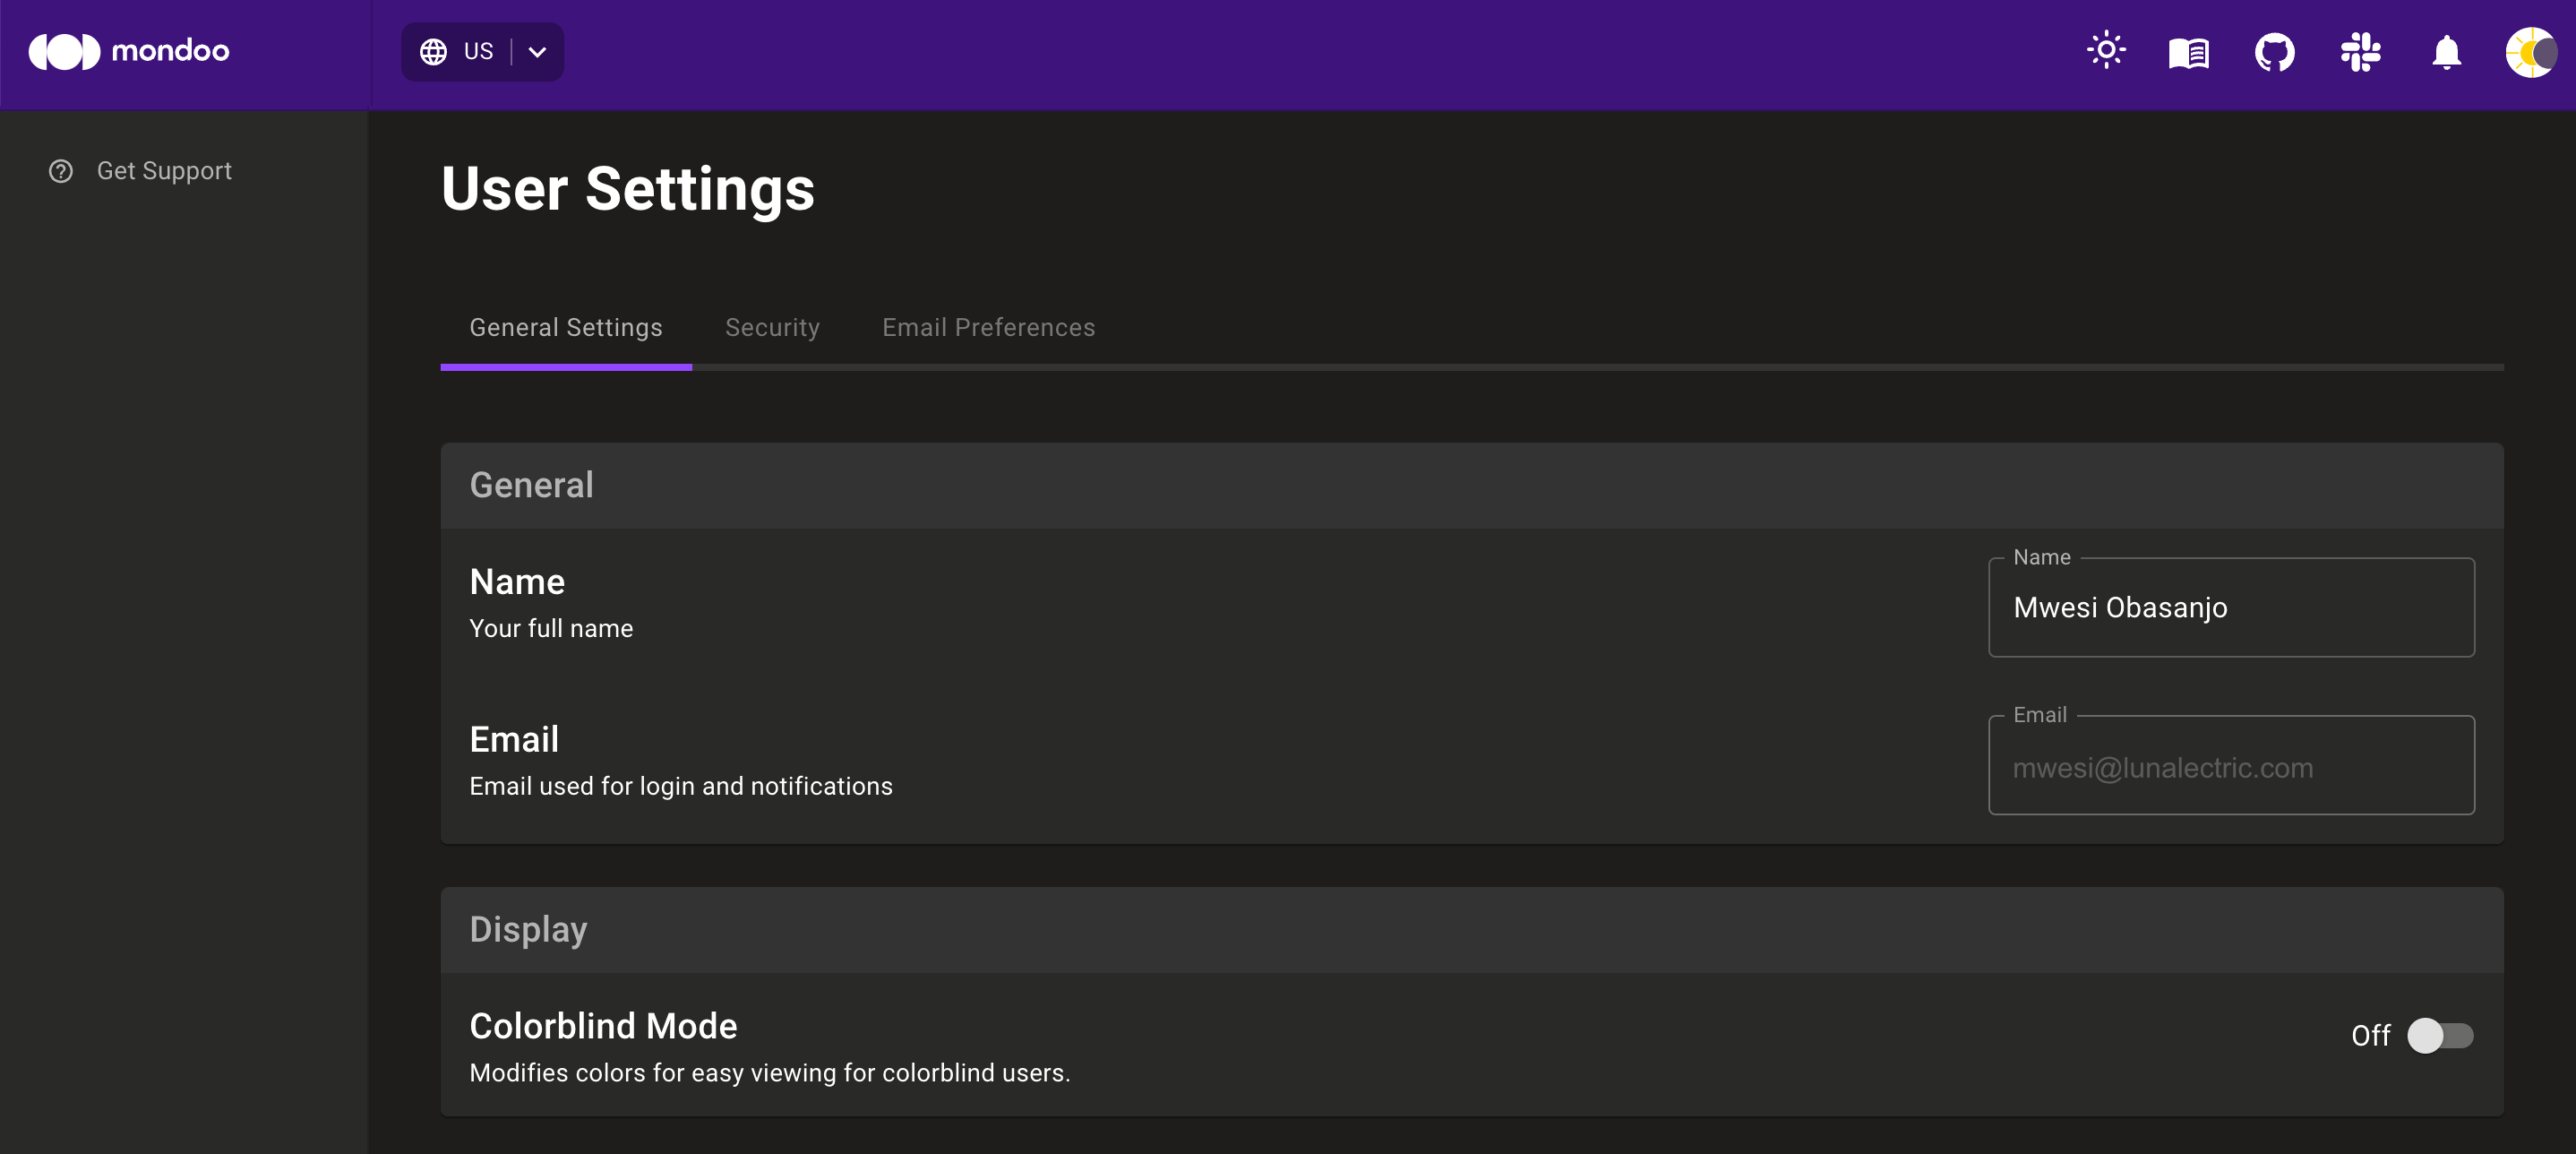 mondoo
US
Get Support
User Settings
General Settings
Security
Email Preferences
General
Name
Your full name
Name
Mwesi Obasanjo
Email
Email used for login and notifications
Email
mwesi@lunalectric.com
Display
Colorblind Mode
Modifies colors for easy viewing for colorblind users.
Off